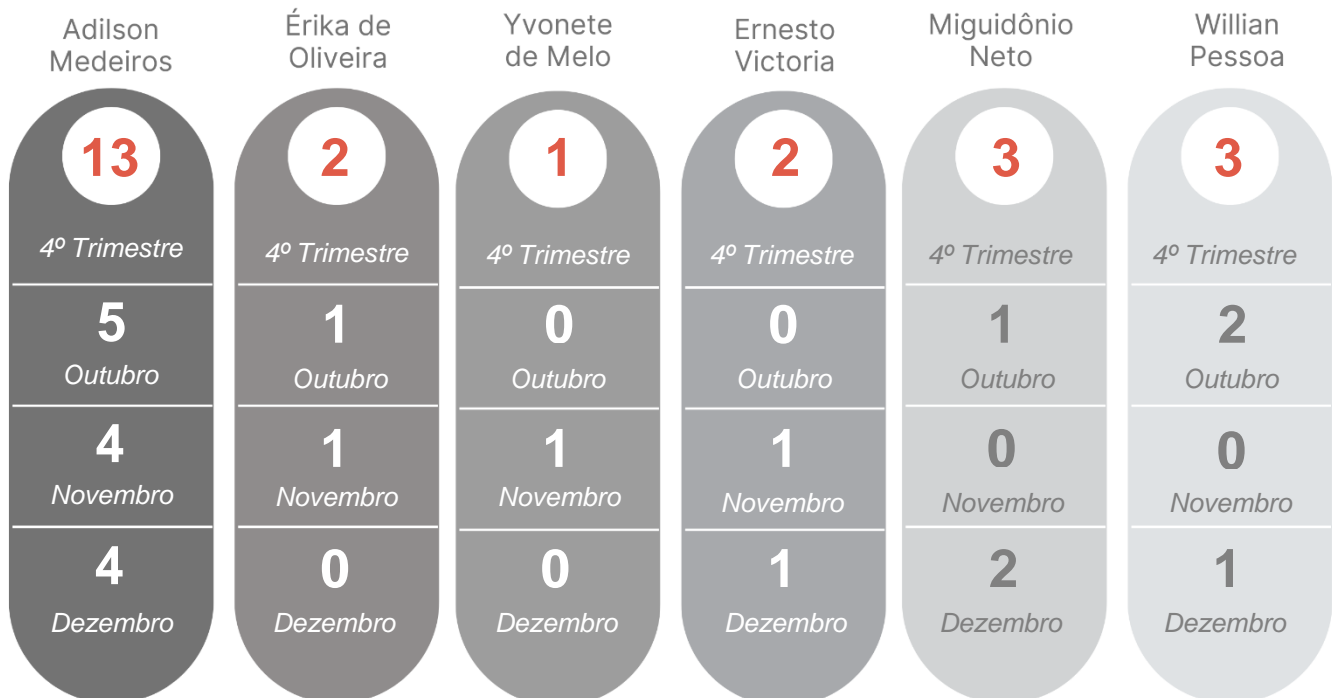 Adilson
Medeiros
13
4º Trimestre
5
Outubro
4
Novembro
4
Dezembro
Érika de
Oliveira
2
4º Trimestre
1
Outubro
1
Novembro
0
Dezembro
Yvonete
de Melo
1
4º Trimestre
0
Outubro
1
Novembro
0
Dezembro
Ernesto
Victoria
2
4º Trimestre
0
Outubro
1
Novembro
1
Dezembro
Miguidônio
Neto
3
4º Trimestre
1
Outubro
0
Novembro
2
Dezembro
Willian
Pessoa
3
4º Trimestre
2
Outubro
0
Novembro
1
Dezembro